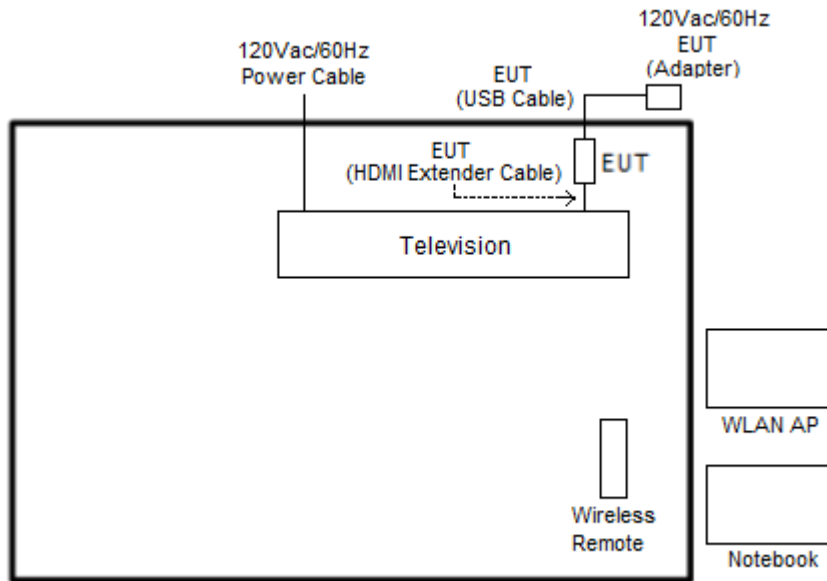 120Vac/60Hz
EUT
(Adapter)
120Vac/60Hz
Power Cable
EUT
(USB Cable)
EUT
(HDMI Extender Cable)
EUT
Television
WLAN AP
Wireless
Remote
Notebook